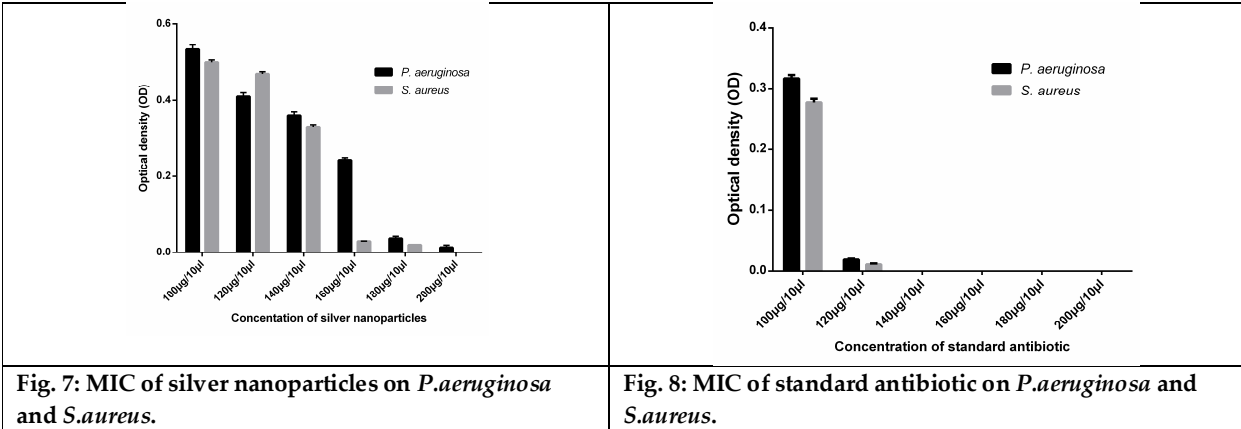 0.6
0.4
0.2
0.0
Optical density (OD)
P. aeruginosa
S. aureus
100µg/10µl
120µg/10µl
140µg/10µl
160µg/10µl
180µg/10µl
200µg/10µl
Concentation of silver nanoparticles
0.4
0.3
0.2
0.1
0.0
Optical density (OD)
P. aeruginosa
S. aureus
100µg/10µl
120µg/10µl
140µg/10µl
160µg/10µl
180µg/10µl
200µg/10µl
Concentration of standard antibiotic
Fig. 7: MIC of silver nanoparticles on P.aeruginosa
and S.aureus.
Fig. 8: MIC of standard antibiotic on P.aeruginosa and
S.aureus.